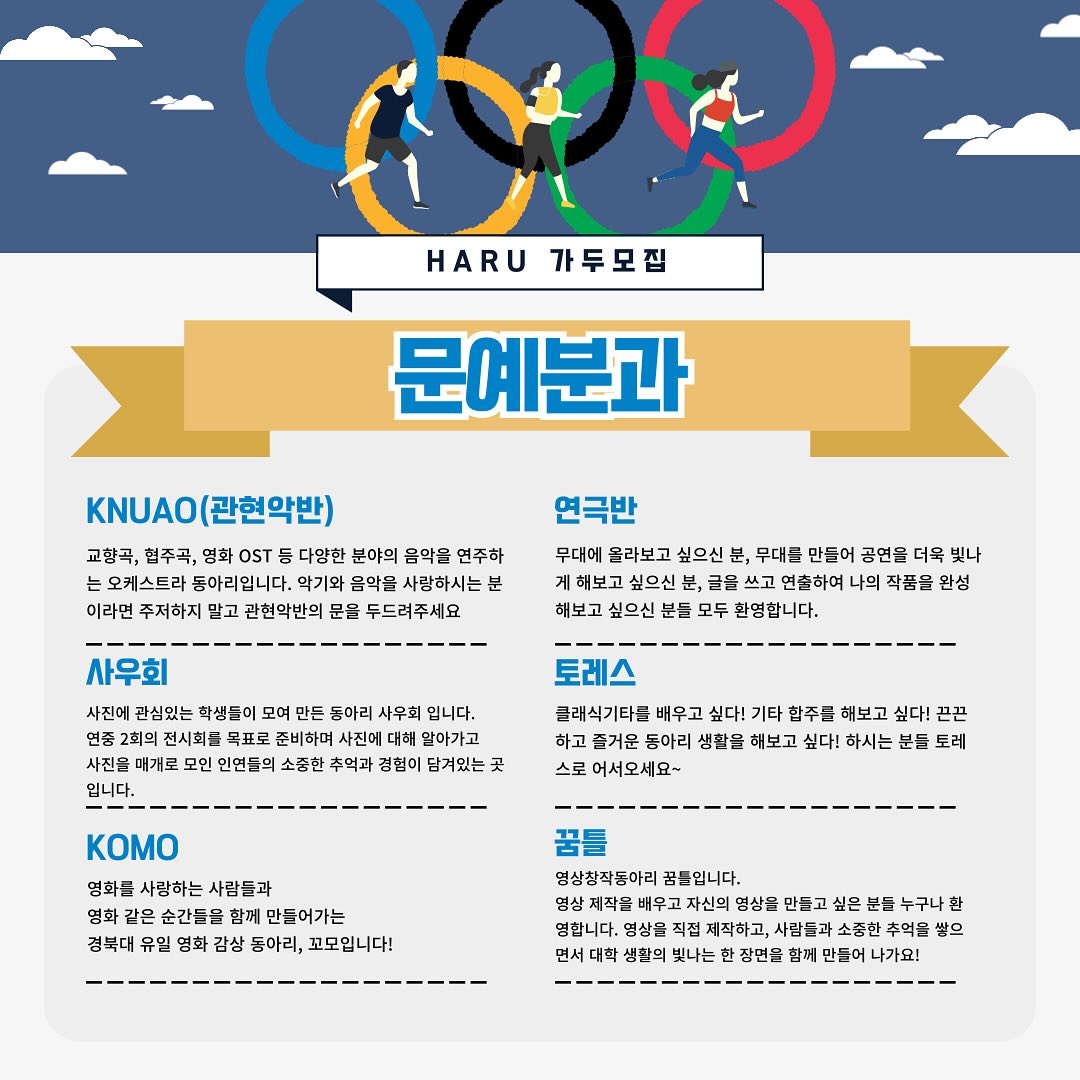 HARU 가두모집
문예분과
KNUAO(관현악반)
교향곡, 협주곡, 영화 OST 등 다양한 분야의 음악을 연주하
는 오케스트라 동아리입니다. 악기와 음악을 사랑하시는 분
이라면 주저하지 말고 관현악반의 문을 두드려주세요
연극반
무대에 올라보고 싶으신 분, 무대를 만들어 공연을 더욱 빛나
게 해보고 싶으신 분, 글을 쓰고 연출하여 나의 작품을 완성
해보고 싶으신 분들 모두 환영합니다.
사우회
사진에 관심있는 학생들이 모여 만든 동아리 사우회 입니다.
연중 2회의 전시회를 목표로 준비하며 사진에 대해 알아가고
사진을 매개로 모인 인연들의 소중한 추억과 경험이 담겨있는 곳
입니다.
토레스
클래식기타를 배우고 싶다! 기타 합주를 해보고 싶다! 끈끈
하고 즐거운 동아리 생활을 해보고 싶다! 하시는 분들 토레
스로 어서오세요~
KOMO
영화를 사랑하는 사람들과
영화 같은 순간들을 함께 만들어가는
경북대 유일 영화 감상 동아리, 꼬모입니다!
꿈틀
영상창작동아리 꿈틀입니다.
영상 제작을 배우고 자신의 영상을 만들고 싶은 분들 누구나 환
영합니다. 영상을 직접 제작하고, 사람들과 소중한 추억을 쌓으
면서 대학 생활의 빛나는 한 장면을 함께 만들어 나가요!